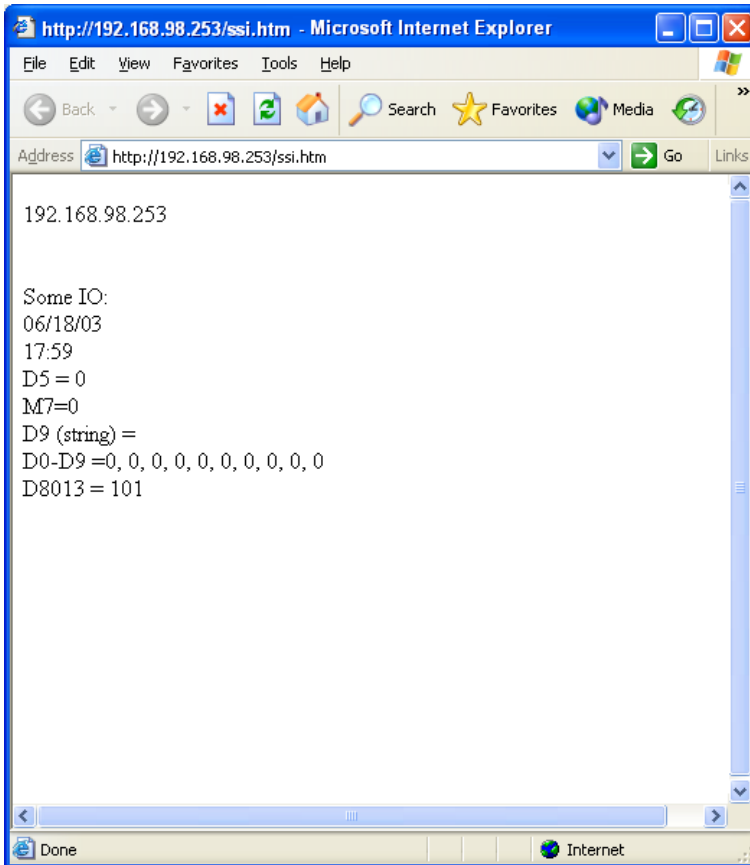 http://192.168.98.253/ssi.htm - Microsoft Internet Explorer
File Edit View Favorites Tools Help
Back Search Favorites Media »
Address http://192.168.98.253/ssi.htm Go Links
192.168.98.253
Some IO:
06/18/03
17:59
D5 = 0
M7=0
D9 (string) =
D0-D9 =0, 0, 0, 0, 0, 0, 0, 0, 0, 0
D8013 = 101
Done Internet